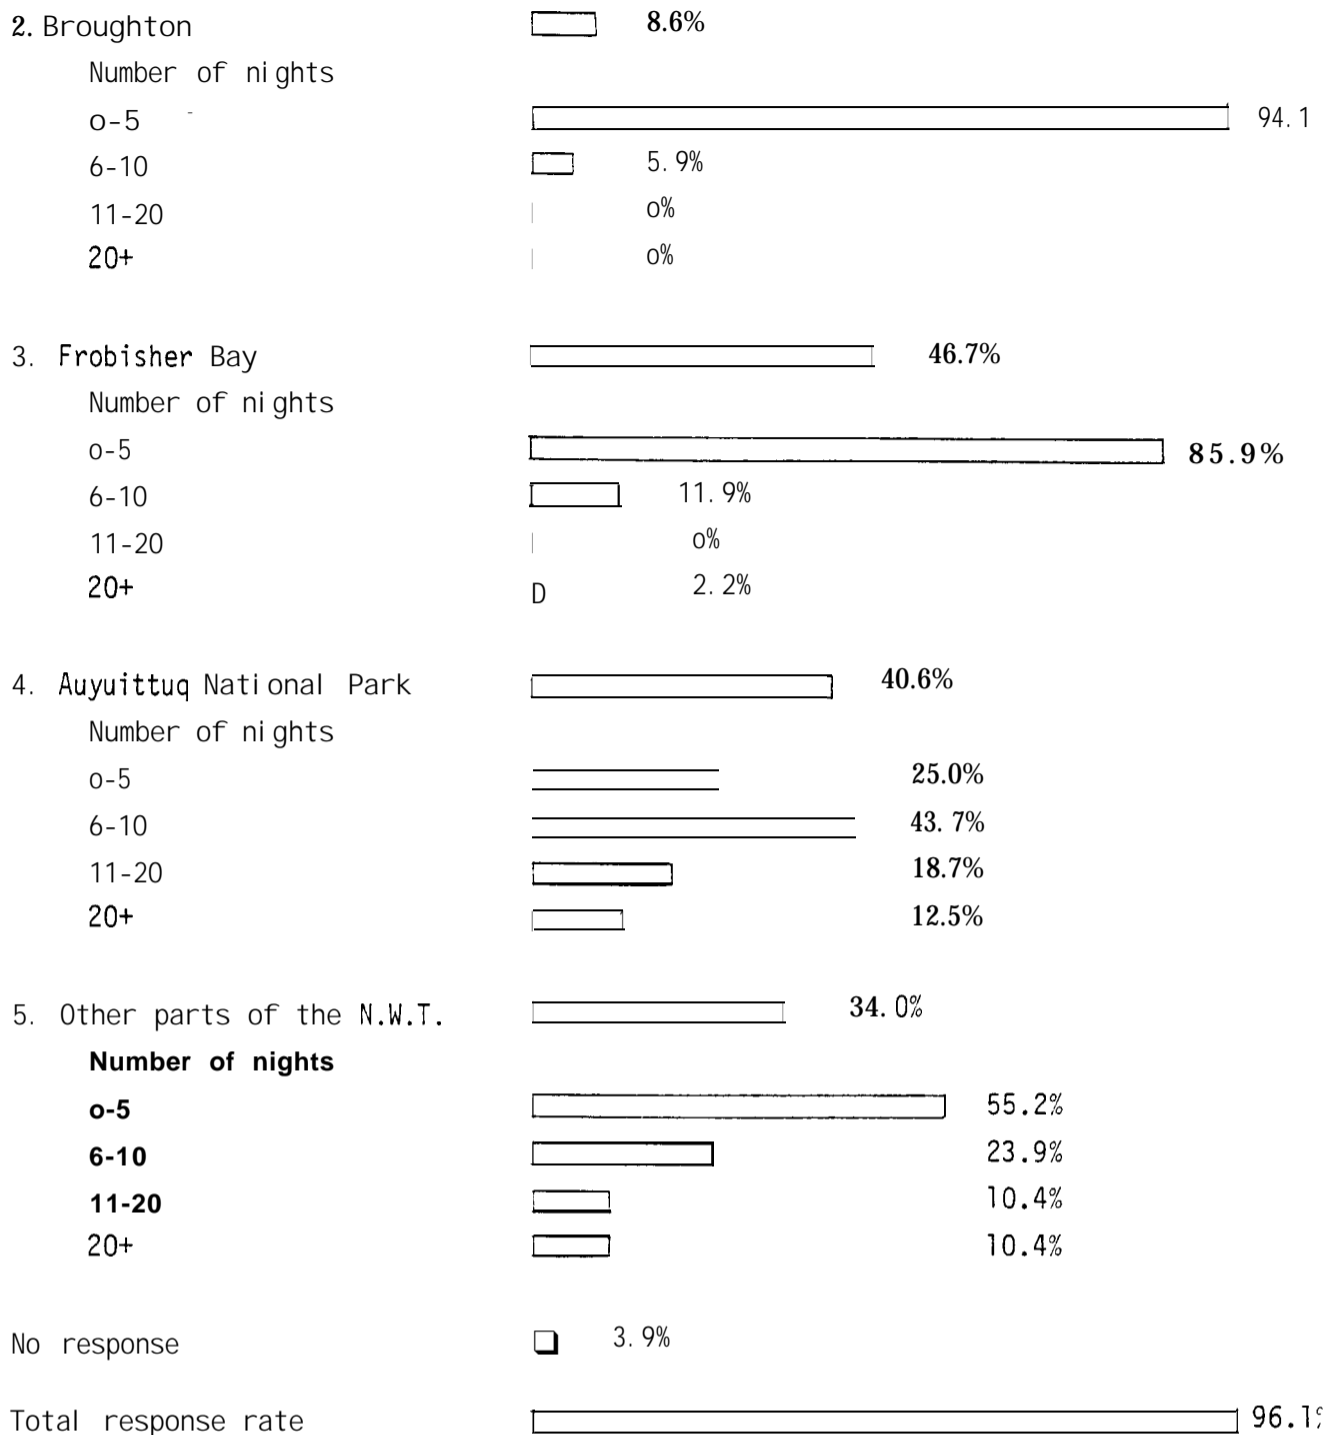 2. Broughton 8.6%
Number of nights
o-5 94.1
6-10 5.9%
11-20 o%
20+ o%
3. Frobisher Bay 46.7%
Number of nights
o-5 85.9%
6-10 11.9%
11-20 o%
20+ 2.2%
4. Auyuittuq National Park 40.6%
Number of nights
o-5 25.0%
6-10 43.7%
11-20 18.7%
20+ 12.5%
5. Other parts of the N.W.T. 34.0%
Number of nights
o-5 55.2%
6-10 23.9%
11-20 10.4%
20+ 10.4%
No response 3.9%
Total response rate 96.1%